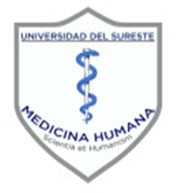 UNIVERSIDAD DEL SURESTE
MEDICINA HUMANA
Scientia et Humanism